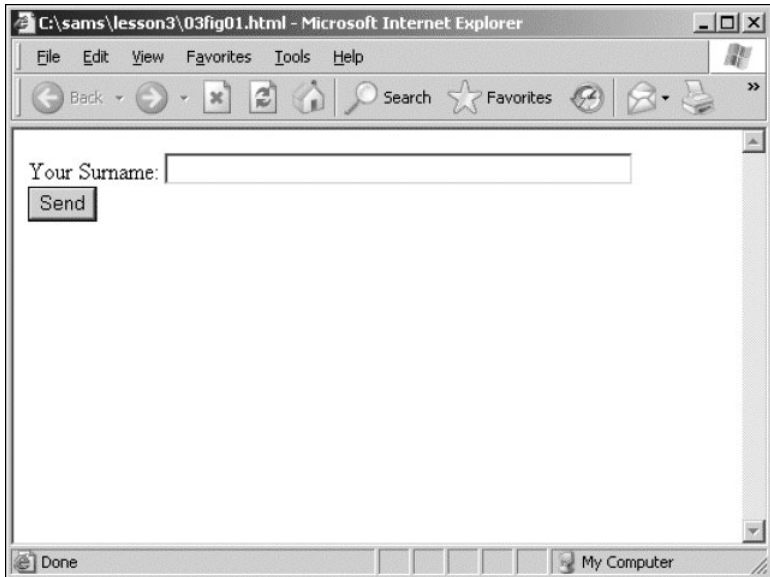 C:\sams\lesson3\03fig01.html - Microsoft Internet Explorer
File Edit View Favorites Tools Help
Back Search Favorites »
Your Surname:
Send
Done My Computer